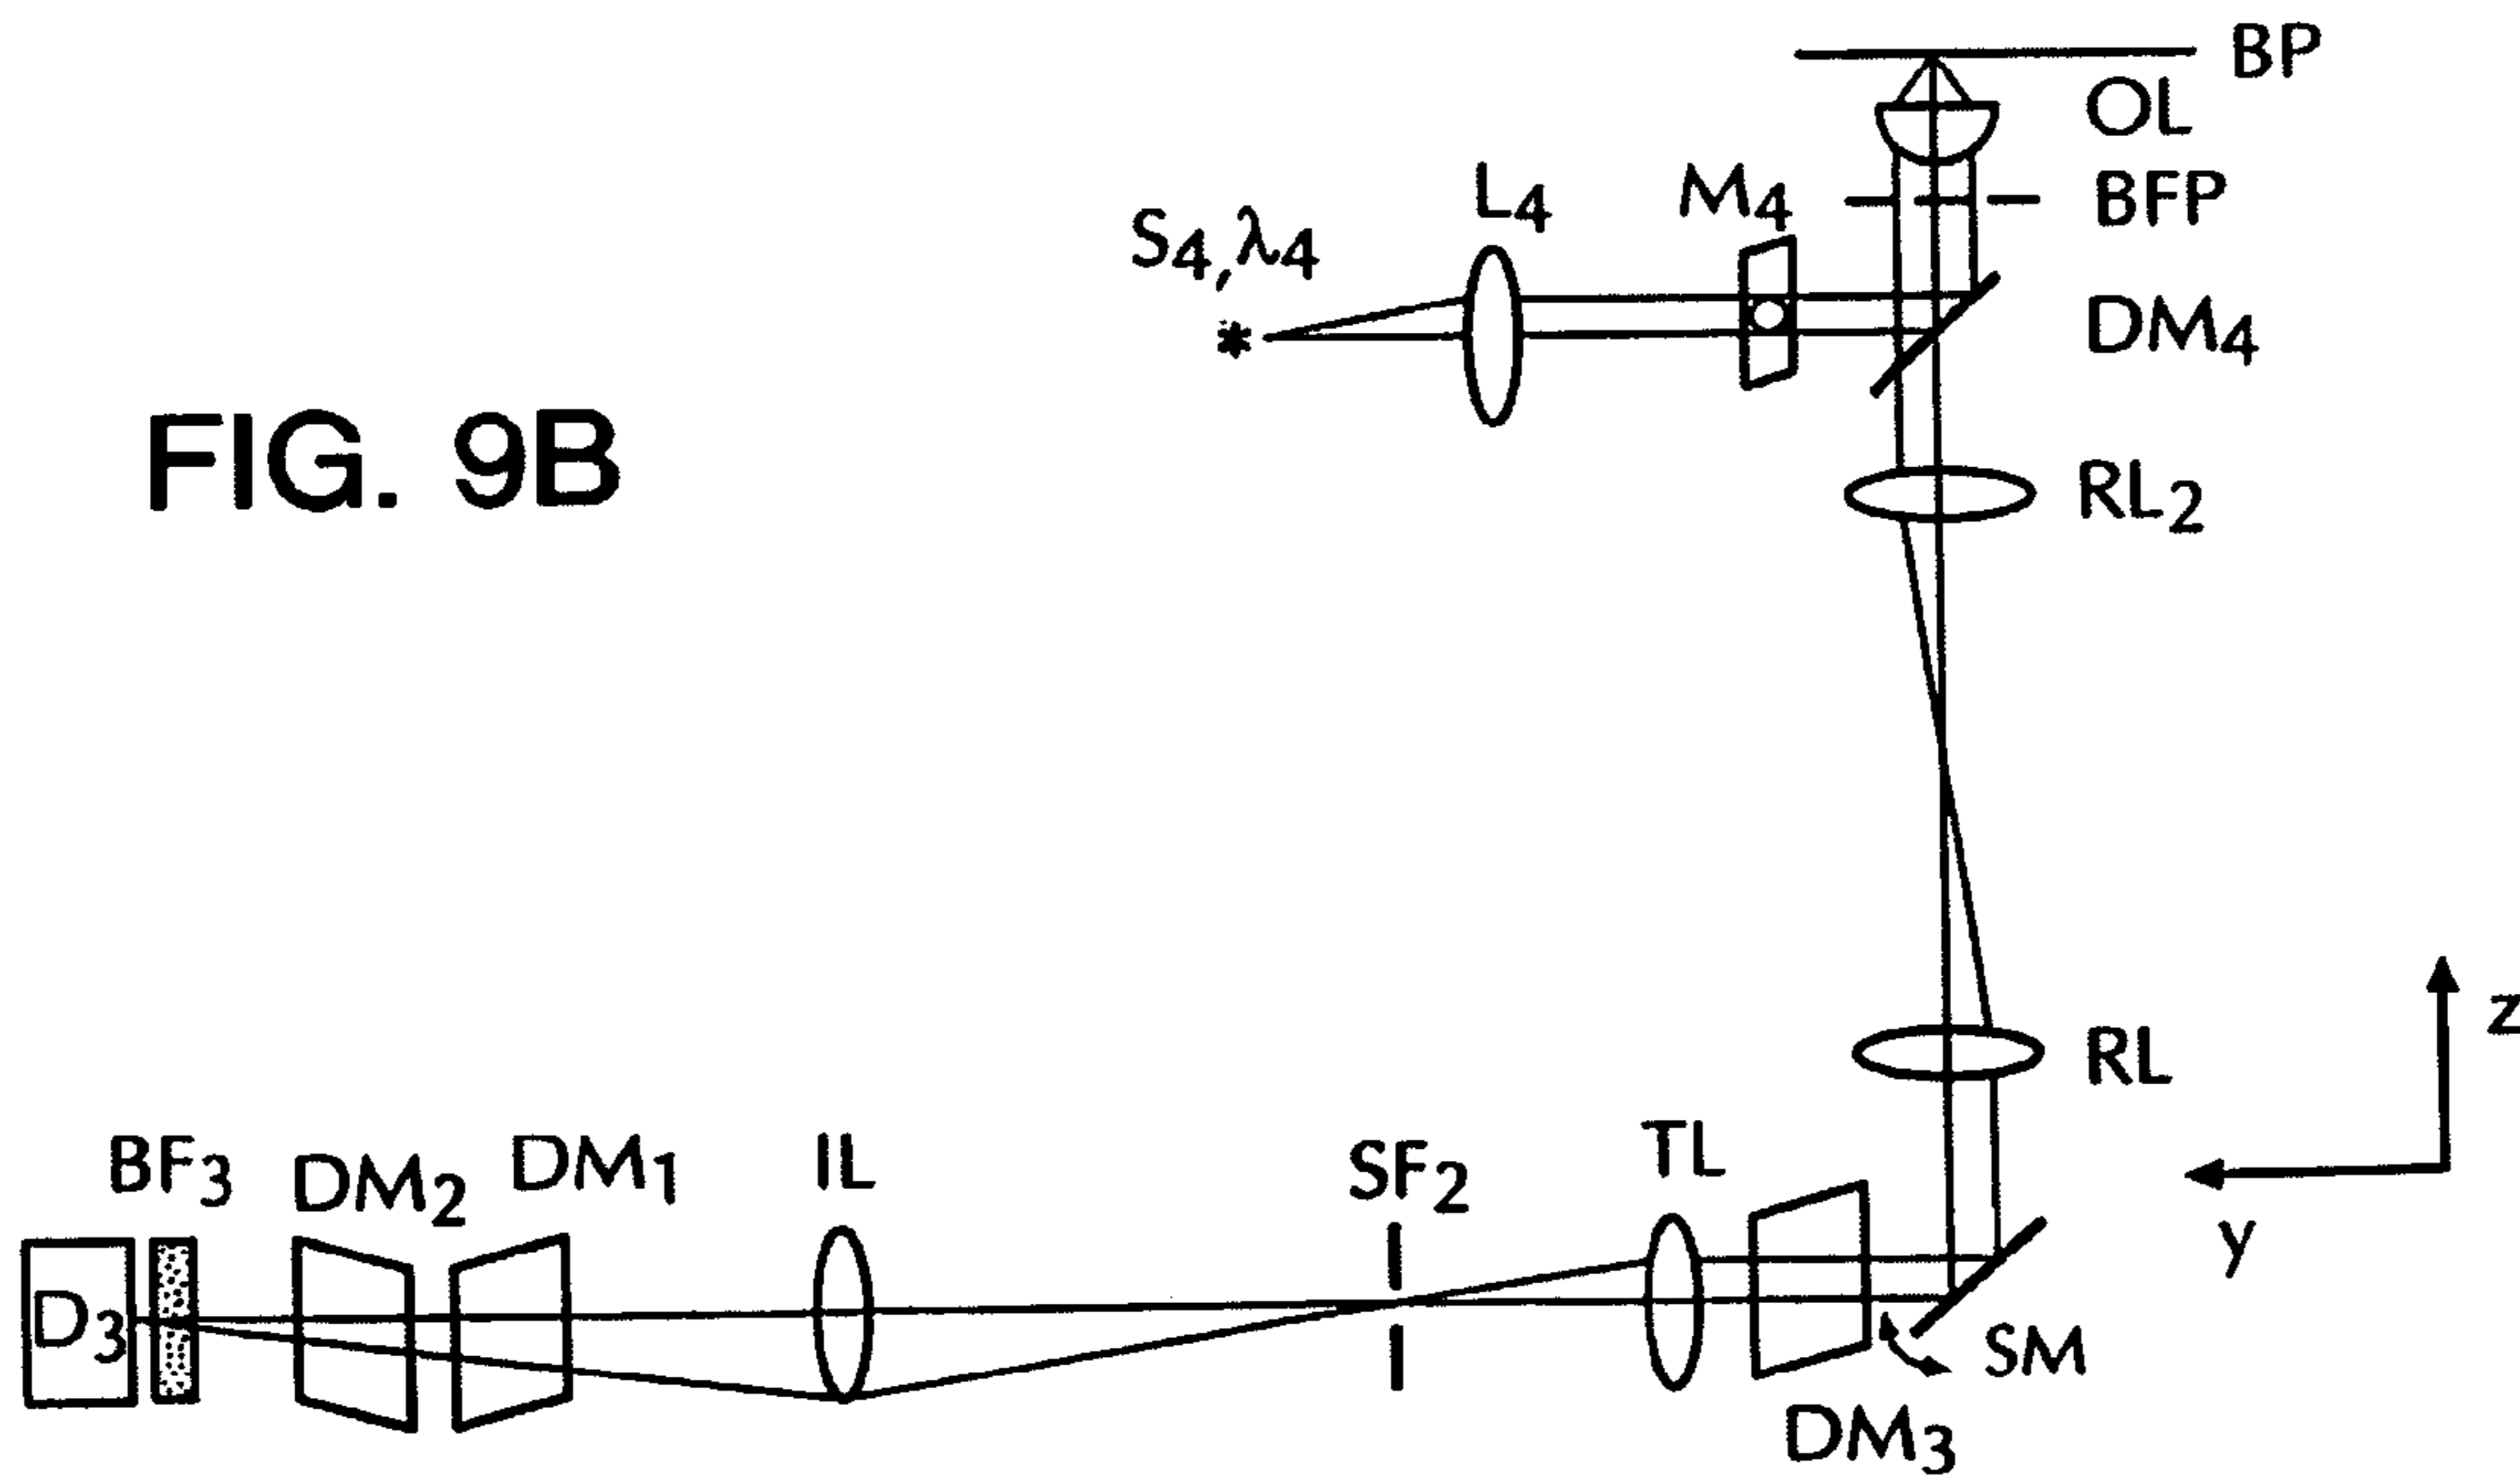 BP
OL
BFP
M4
L4
S4,λ4
*
DM4
FIG. 9B
RL2
RL
z
y
BF3
DM2
DM1
IL
SF2
TL
D3
SM
DM3